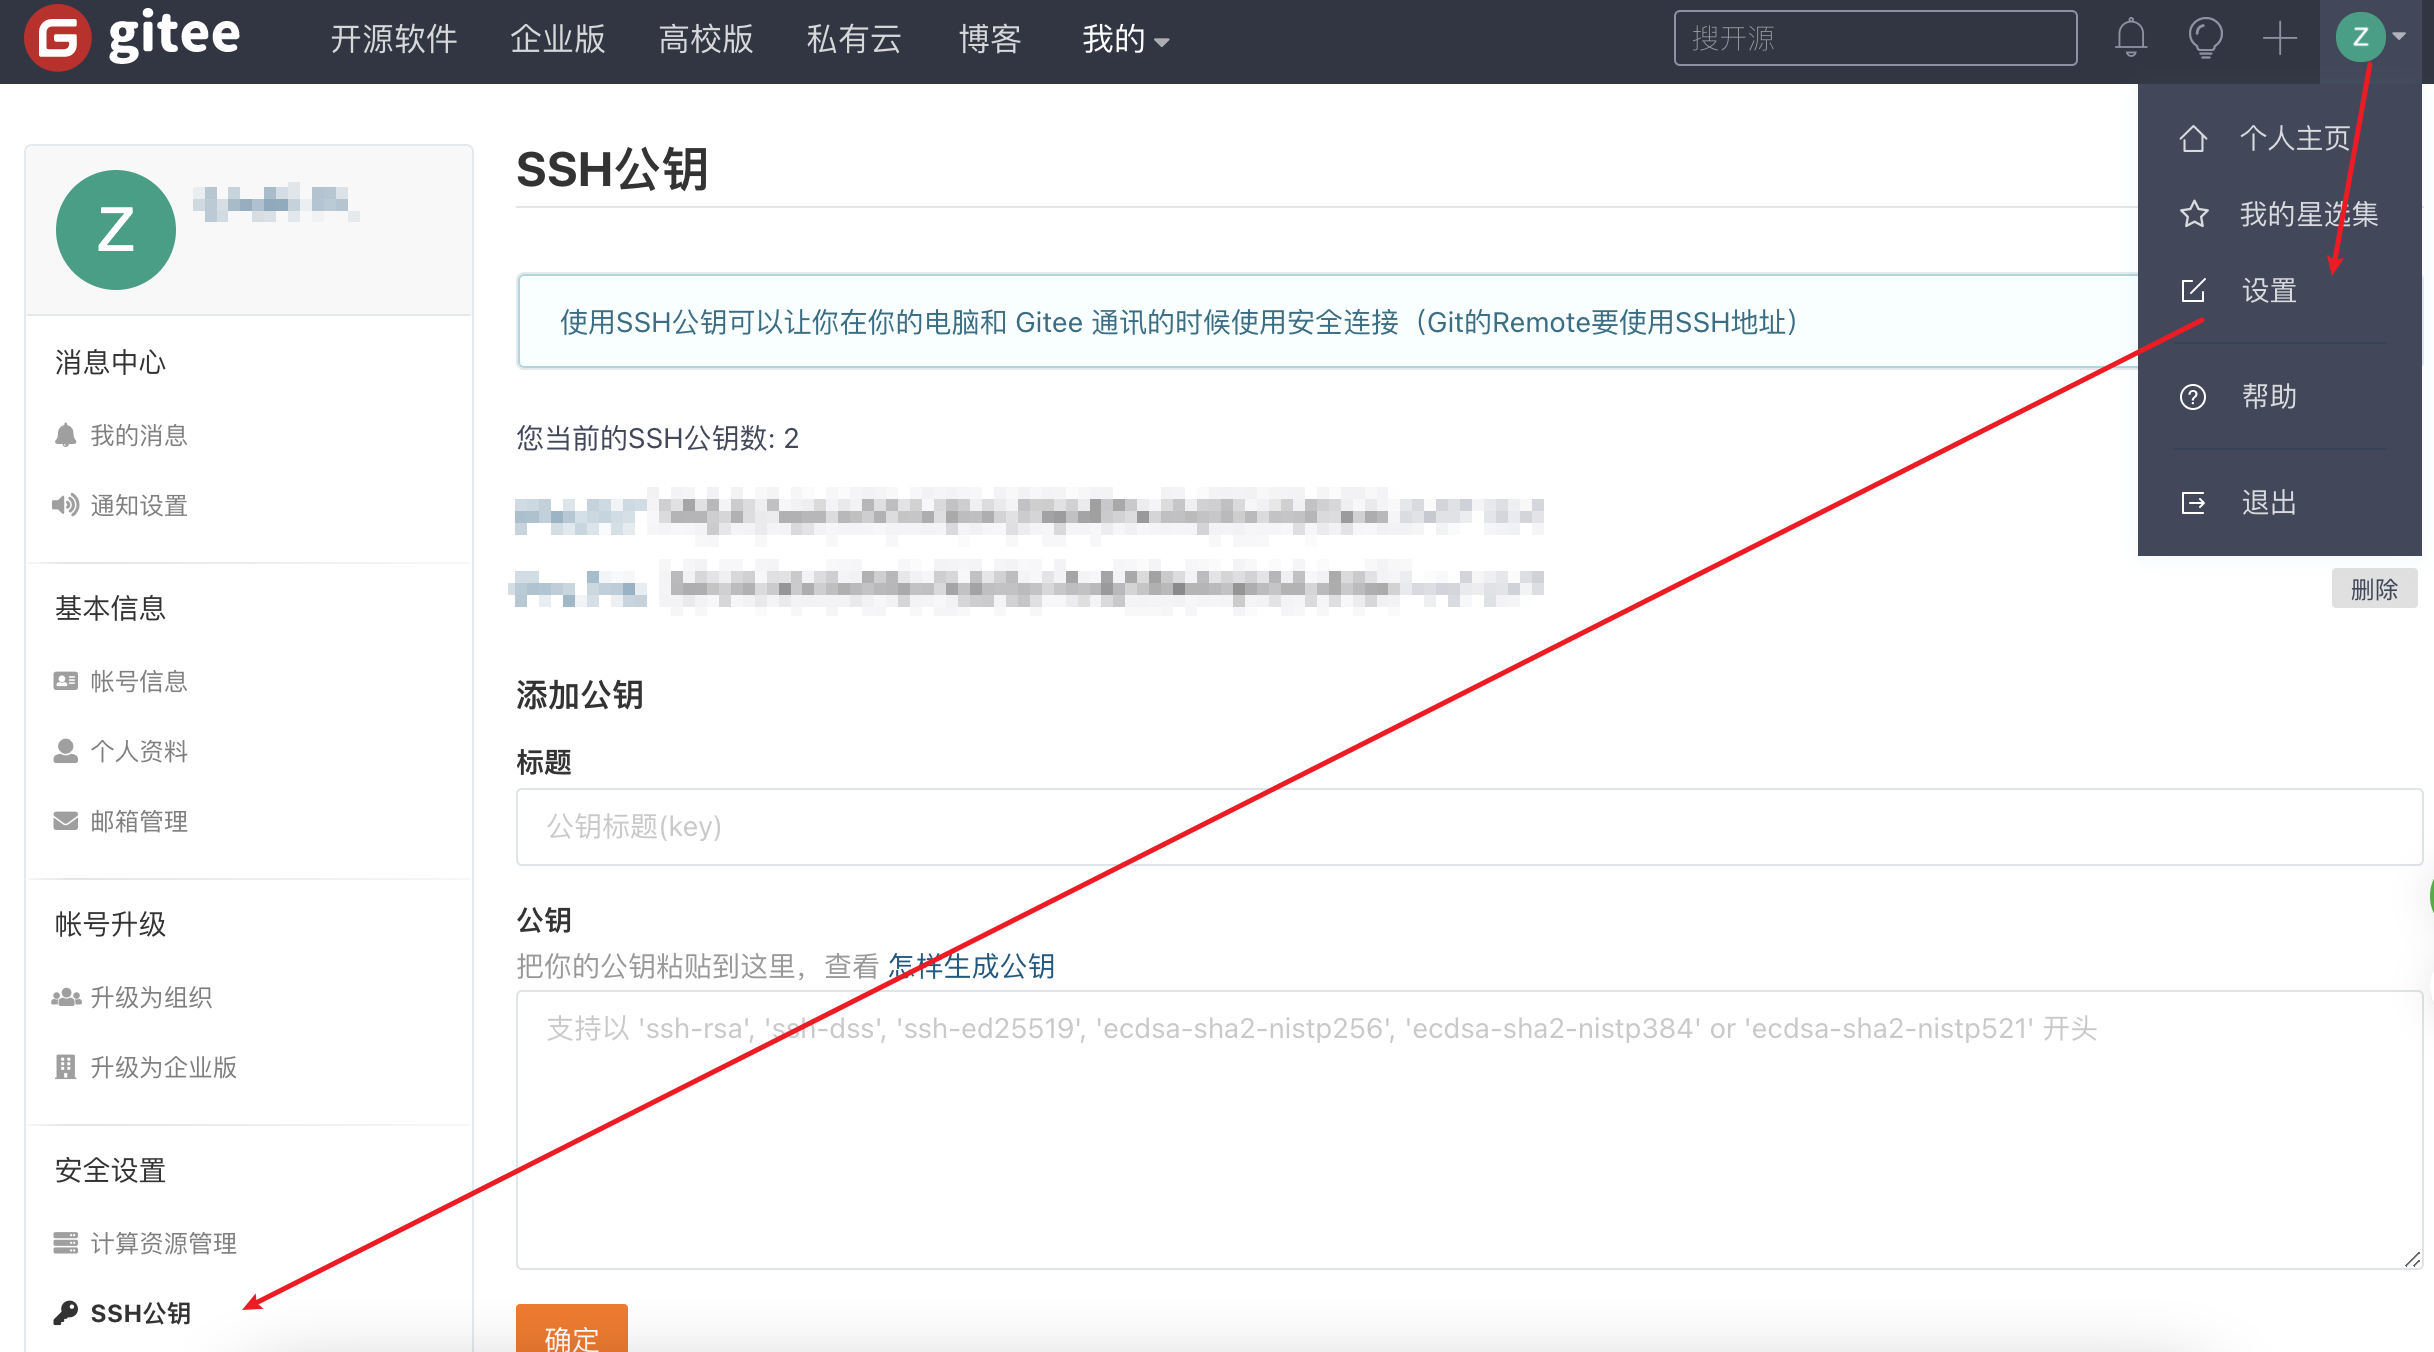 gitee 开源软件 企业版 高校版 私有云 博客 我的 搜开源 Z
个人主页
我的星选集
设置
帮助
退出
Z
消息中心
我的消息
通知设置
基本信息
帐号信息
个人资料
邮箱管理
帐号升级
升级为组织
升级为企业版
安全设置
计算资源管理
SSH公钥
SSH公钥
使用SSH公钥可以让你在你的电脑和 Gitee 通讯的时候使用安全连接（Git的Remote要使用SSH地址）
您当前的SSH公钥数: 2
删除
添加公钥
标题
公钥标题(key)
公钥
把你的公钥粘贴到这里，查看 怎样生成公钥
支持以 'ssh-rsa', 'ssh-dss', 'ssh-ed25519', 'ecdsa-sha2-nistp256', 'ecdsa-sha2-nistp384' or 'ecdsa-sha2-nistp521' 开头
确定